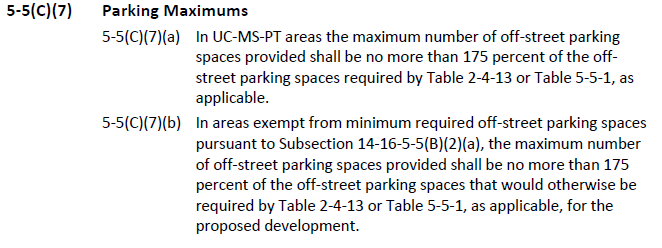 5-5(C)(7) Parking Maximums
5-5(C)(7)(a) In UC-MS-PT areas the maximum number of off-street parking
spaces provided shall be no more than 175 percent of the off-
street parking spaces required by Table 2-4-13 or Table 5-5-1, as
applicable.
5-5(C)(7)(b) In areas exempt from minimum required off-street parking spaces
pursuant to Subsection 14-16-5-5(B)(2)(a), the maximum number
of off-street parking spaces provided shall be no more than 175
percent of the off-street parking spaces that would otherwise be
required by Table 2-4-13 or Table 5-5-1, as applicable, for the
proposed development.